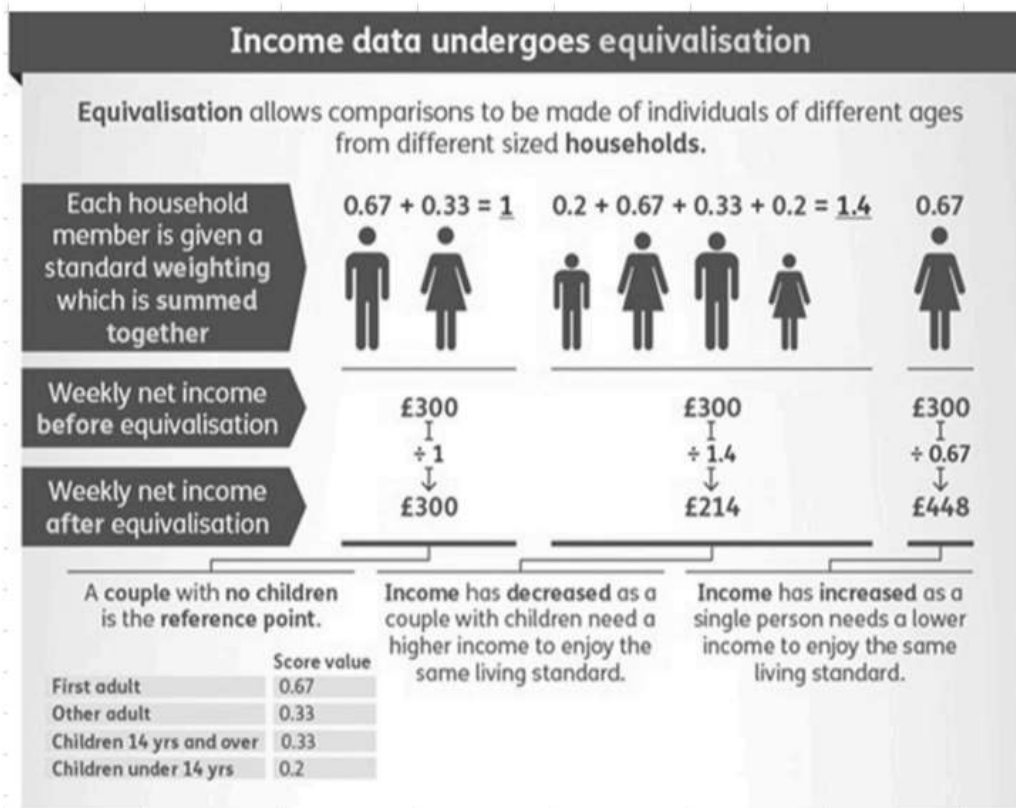 Income data undergoes equivalisation
Equivalisation allows comparisons to be made of individuals of different ages
from different sized households.
Each household
member is given a
standard weighting
which is summed
together
0.67 + 0.33 = 1
0.2 + 0.67 + 0.33 + 0.2 = 1.4
0.67
Weekly net income
before equivalisation
£300
£300
£300
÷ 1
÷ 1.4
÷ 0.67
Weekly net income
after equivalisation
£300
£214
£448
A couple with no children
is the reference point.
Income has decreased as a
couple with children need a
higher income to enjoy the
same living standard.
Income has increased as a
single person needs a lower
income to enjoy the same
living standard.
Score value
First adult 0.67
Other adult 0.33
Children 14 yrs and over 0.33
Children under 14 yrs 0.2